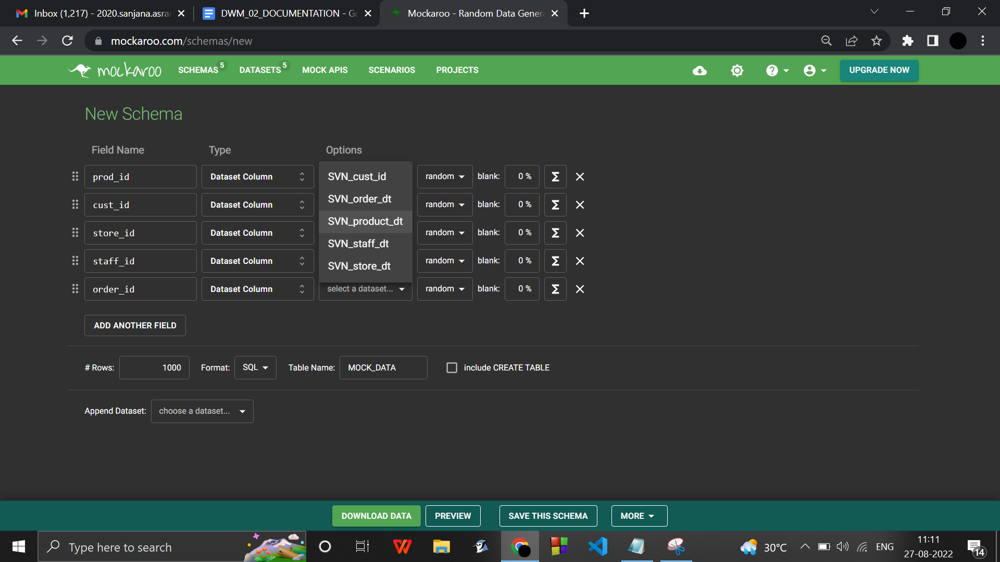 Inbox (1,217) - 2020.sanjana.asra
DWM_02_DOCUMENTATION - Go
Mockaroo - Random Data Genera
mockaroo.com/schemas/new
mockaroo
SCHEMAS 5
DATASETS 5
MOCK APIS
SCENARIOS
PROJECTS
UPGRADE NOW
New Schema
Field Name Type Options
prod_id Dataset Column SVN_cust_id random blank: 0 % Σ
SVN_order_dt
cust_id Dataset Column random blank: 0 % Σ
SVN_product_dt
store_id Dataset Column random blank: 0 % Σ
SVN_staff_dt
staff_id Dataset Column SVN_store_dt random blank: 0 % Σ
order_id Dataset Column select a dataset... random blank: 0 % Σ
ADD ANOTHER FIELD
# Rows: 1000 Format: SQL Table Name: MOCK_DATA include CREATE TABLE
Append Dataset: choose a dataset...
DOWNLOAD DATA PREVIEW SAVE THIS SCHEMA MORE
Type here to search
30°C
ENG
11:11
27-08-2022
14